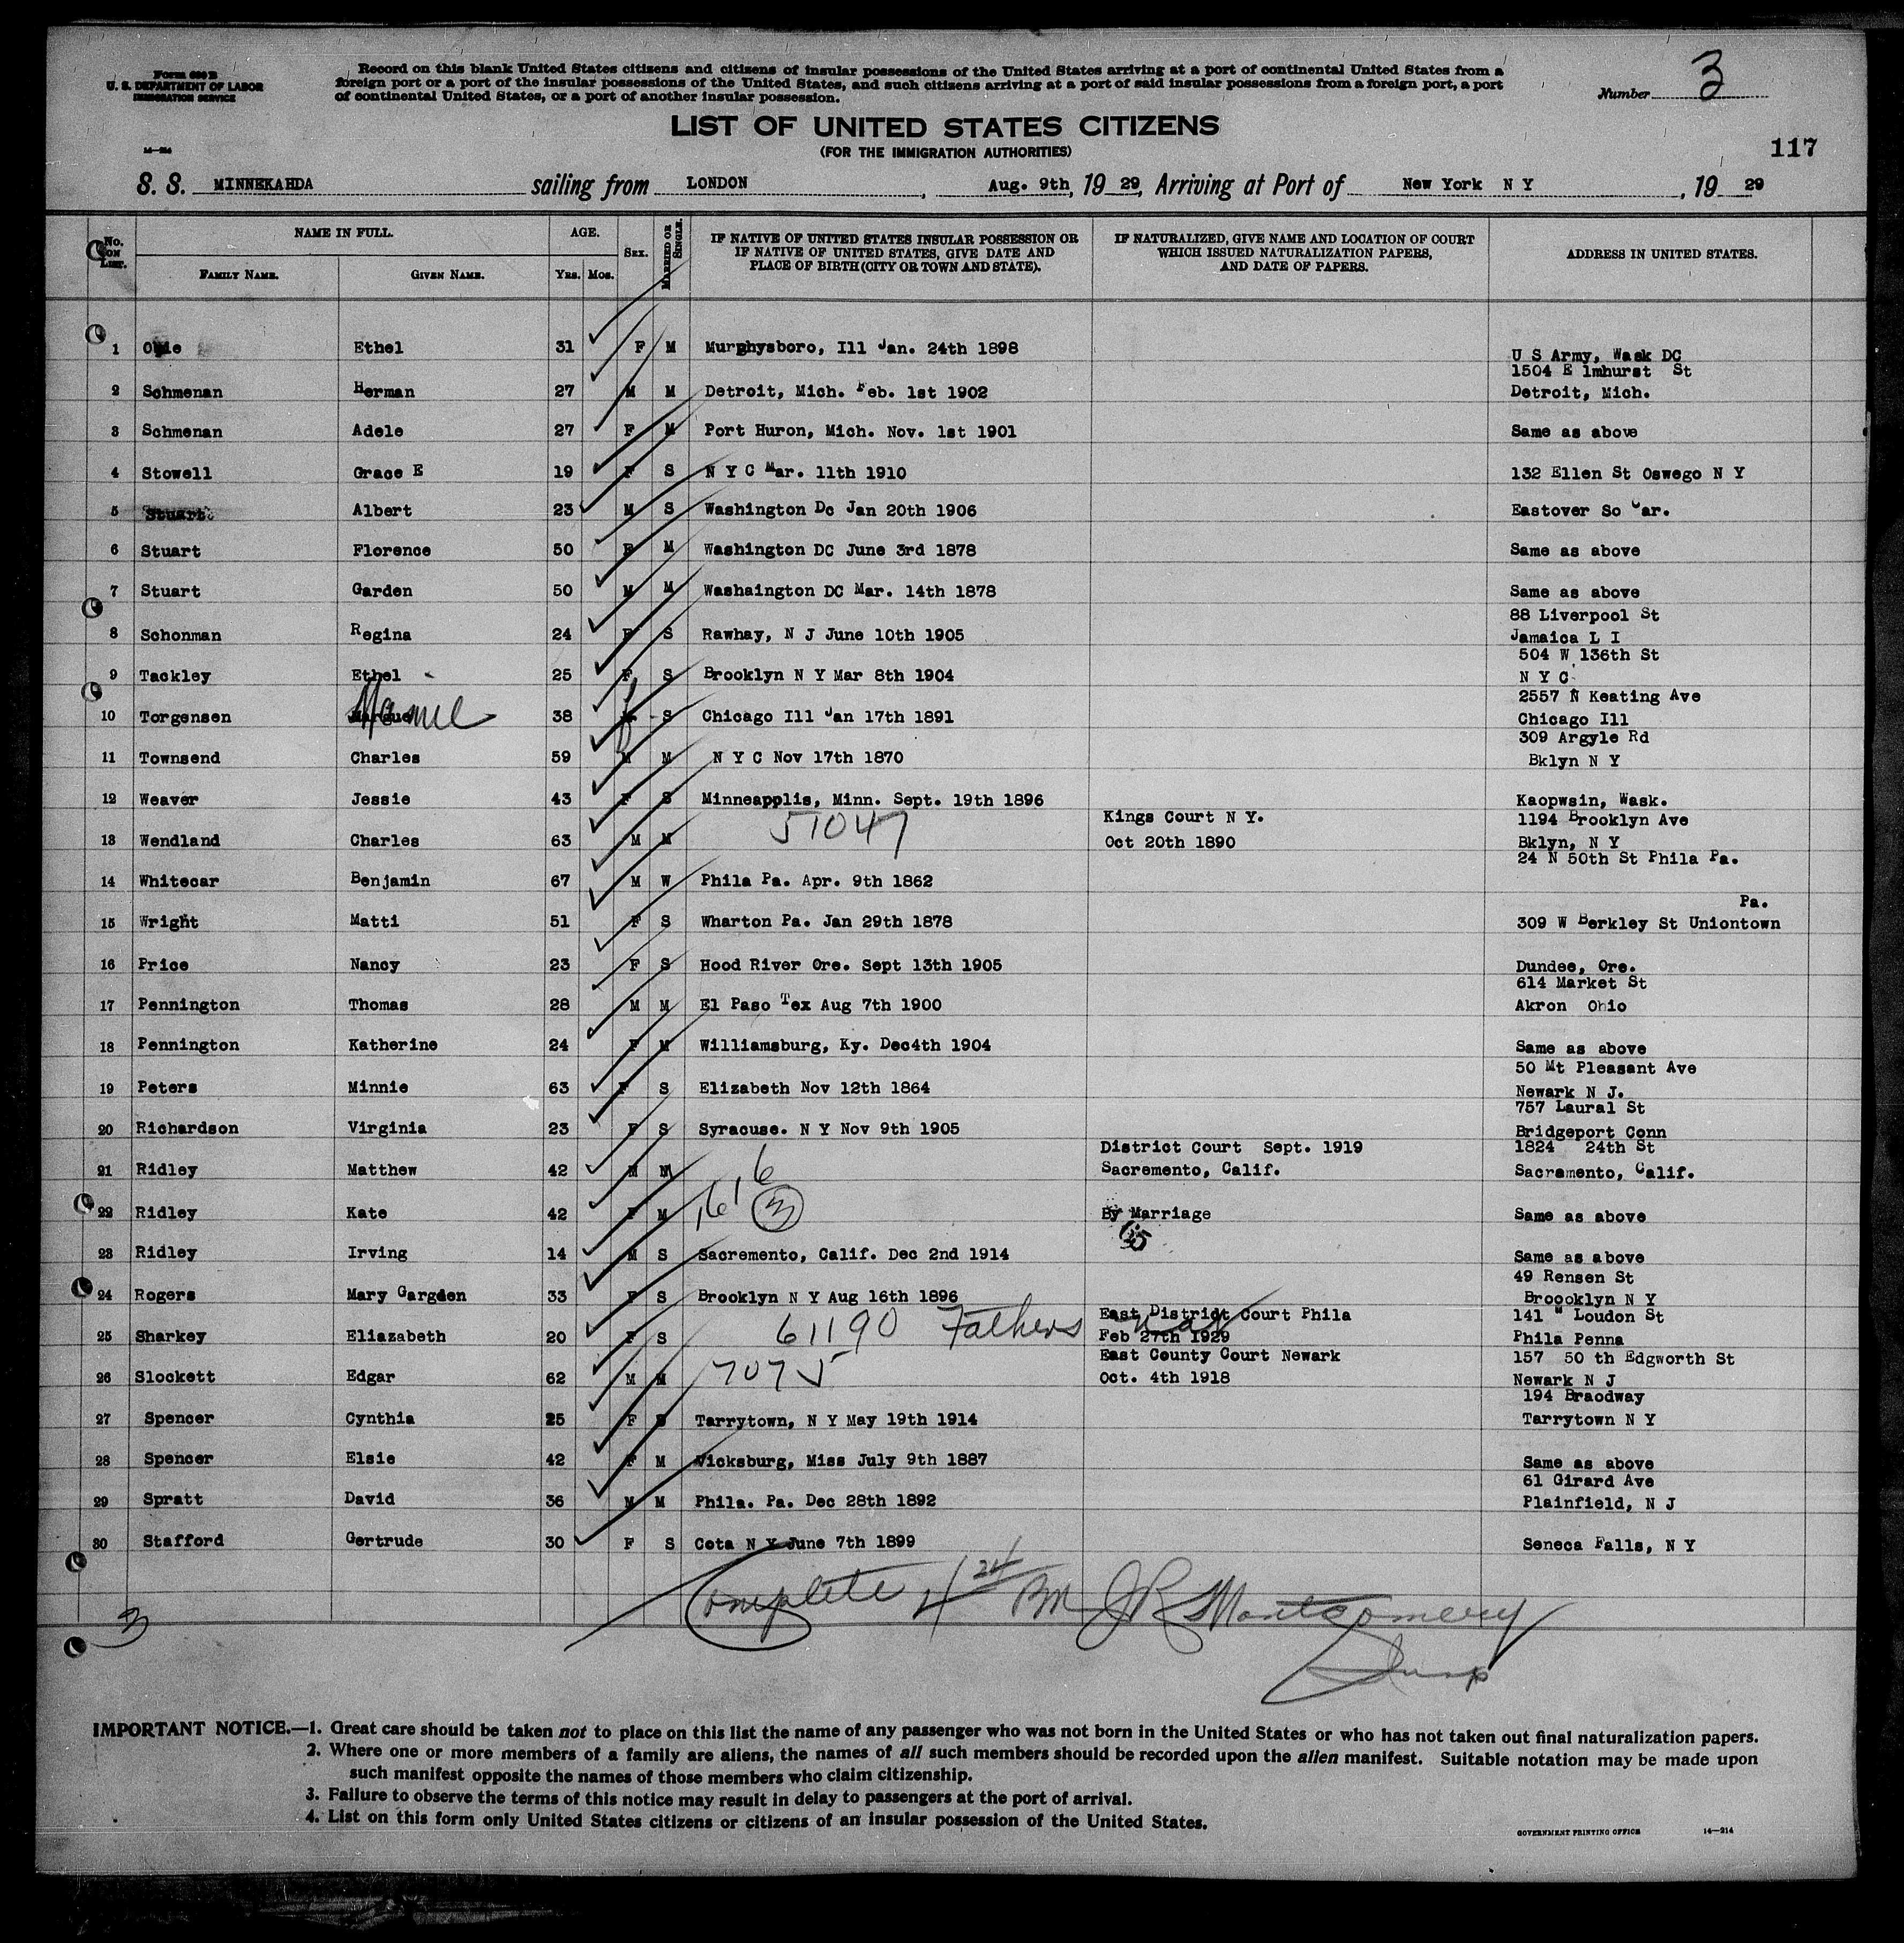 Form 630 B
U. S. DEPARTMENT OF LABOR
IMMIGRATION SERVICE
Record on this blank United States citizens and citizens of insular possessions of the United States arriving at a port of continental United States from a
foreign port or a port of the insular possessions of the United States, and such citizens arriving at a port of said insular possessions from a foreign port, a port
of continental United States, or a port of another insular possession.
Number 3
LIST OF UNITED STATES CITIZENS
(FOR THE IMMIGRATION AUTHORITIES)
14—214
117
S. S. MINNEKAHDA sailing from LONDON, Aug. 9th, 19 29, Arriving at Port of New York N Y, 19 29
No. ON LIST. NAME IN FULL. AGE. SEX. MARRIED OR SINGLE. IF NATIVE OF UNITED STATES INSULAR POSSESSION OR IF NATIVE OF UNITED STATES, GIVE DATE AND PLACE OF BIRTH (CITY OR TOWN AND STATE). IF NATURALIZED, GIVE NAME AND LOCATION OF COURT WHICH ISSUED NATURALIZATION PAPERS, AND DATE OF PAPERS. ADDRESS IN UNITED STATES.
FAMILY NAME. GIVEN NAME. YRS. MOS.
1 Ethel 31 F M Murphysboro, Ill Jan. 24th 1898 U S Army, Wask DC
1504 E lmhurst St
2 Schmenan Herman 27 M M Detroit, Mich. Feb. 1st 1902 Detroit, Mich.
3 Schmenan Adele 27 F M Port Huron, Mich. Nov. 1st 1901 Same as above
4 Stowell Grace E 19 F S N Y C Mar. 11th 1910 132 Ellen St Oswego N Y
5 Stuart Albert 23 M S Washington Dc Jan 20th 1906 Eastover So Car.
6 Stuart Florence 50 F M Washington DC June 3rd 1878 Same as above
7 Stuart Garden 50 M M Washaington DC Mar. 14th 1878 Same as above
88 Liverpool St
8 Schonman Regina 24 F S Rawhay, N J June 10th 1905 Jamaica L I
504 W 136th St
9 Tackley Ethel 25 F S Brooklyn N Y Mar 8th 1904 N Y C
2557 N Keating Ave
10 Torgensen Mamie 38 f S Chicago Ill Jan 17th 1891 Chicago Ill
309 Argyle Rd
11 Townsend Charles 59 M M N Y C Nov 17th 1870 Bklyn N Y
12 Weaver Jessie 43 F S Minneapplis, Minn. Sept. 19th 1896 Kaopwsin, Wask.
51047 Kings Court N Y. 1194 Brooklyn Ave
13 Wendland Charles 63 M M Oct 20th 1890 Bklyn, N Y
24 N 50th St Phila Pa.
14 Whitecar Benjamin 67 M W Phila Pa. Apr. 9th 1862
Pa.
15 Wright Matti 51 F S Wharton Pa. Jan 29th 1878 309 W Berkley St Uniontown
16 Price Nancy 23 F S Hood River Ore. Sept 13th 1905 Dundee, Ore.
614 Market St
17 Pennington Thomas 28 M M El Paso Tex Aug 7th 1900 Akron Ohio
18 Pennington Katherine 24 F M Williamsburg, Ky. Dec4th 1904 Same as above
50 Mt Pleasant Ave
19 Peters Minnie 63 F S Elizabeth Nov 12th 1864 Newark N J.
757 Laural St
20 Richardson Virginia 23 F S Syracuse. N Y Nov 9th 1905 Bridgeport Conn
District Court Sept. 1919 1824 24th St
21 Ridley Matthew 42 M M Sacremento, Calif. Sacramento, Calif.
22 Ridley Kate 42 F M 1616 6 (3) By Marriage Same as above
65
23 Ridley Irving 14 M S Sacremento, Calif. Dec 2nd 1914 Same as above
49 Rensen St
24 Rogers Mary Gargden 33 F S Brooklyn N Y Aug 16th 1896 Broooklyn N Y
61190 Fathers East District Court Phila 141 W Loudon St
25 Sharkey Eliazabeth 20 F S Feb 27th 1929 Phila Penna
East County Court Newark 157 50 th Edgworth St
26 Slockett Edgar 62 M M 7075 Oct. 4th 1918 Newark N J
194 Braodway
27 Spencer Cynthia 25 F S Tarrytown, N Y May 19th 1914 Tarrytown N Y
28 Spencer Elsie 42 F M Vicksburg, Miss July 9th 1887 Same as above
61 Girard Ave
29 Spratt David 36 M M Phila. Pa. Dec 28th 1892 Plainfield, N J
30 Stafford Gertrude 30 F S Cota N Y June 7th 1899 Seneca Falls, N Y
Complete 4 24 PM JR Montgomery
Insp
3
IMPORTANT NOTICE.—1. Great care should be taken not to place on this list the name of any passenger who was not born in the United States or who has not taken out final naturalization papers.
2. Where one or more members of a family are aliens, the names of all such members should be recorded upon the alien manifest. Suitable notation may be made upon
such manifest opposite the names of those members who claim citizenship.
3. Failure to observe the terms of this notice may result in delay to passengers at the port of arrival.
4. List on this form only United States citizens or citizens of an insular possession of the United States.
GOVERNMENT PRINTING OFFICE 14—214